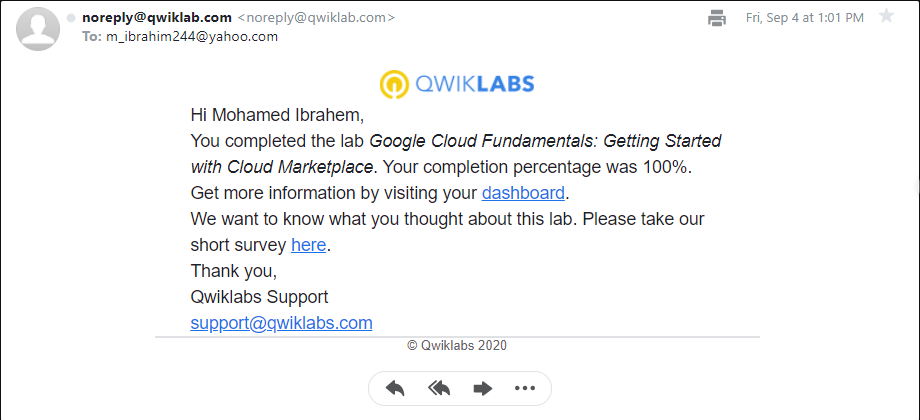 noreply@qwiklab.com <noreply@qwiklab.com>
Fri, Sep 4 at 1:01 PM
To: m_ibrahim244@yahoo.com
QWIKLABS
Hi Mohamed Ibrahem,
You completed the lab Google Cloud Fundamentals: Getting Started
with Cloud Marketplace. Your completion percentage was 100%.
Get more information by visiting your dashboard.
We want to know what you thought about this lab. Please take our
short survey here.
Thank you,
Qwiklabs Support
support@qwiklabs.com
© Qwiklabs 2020